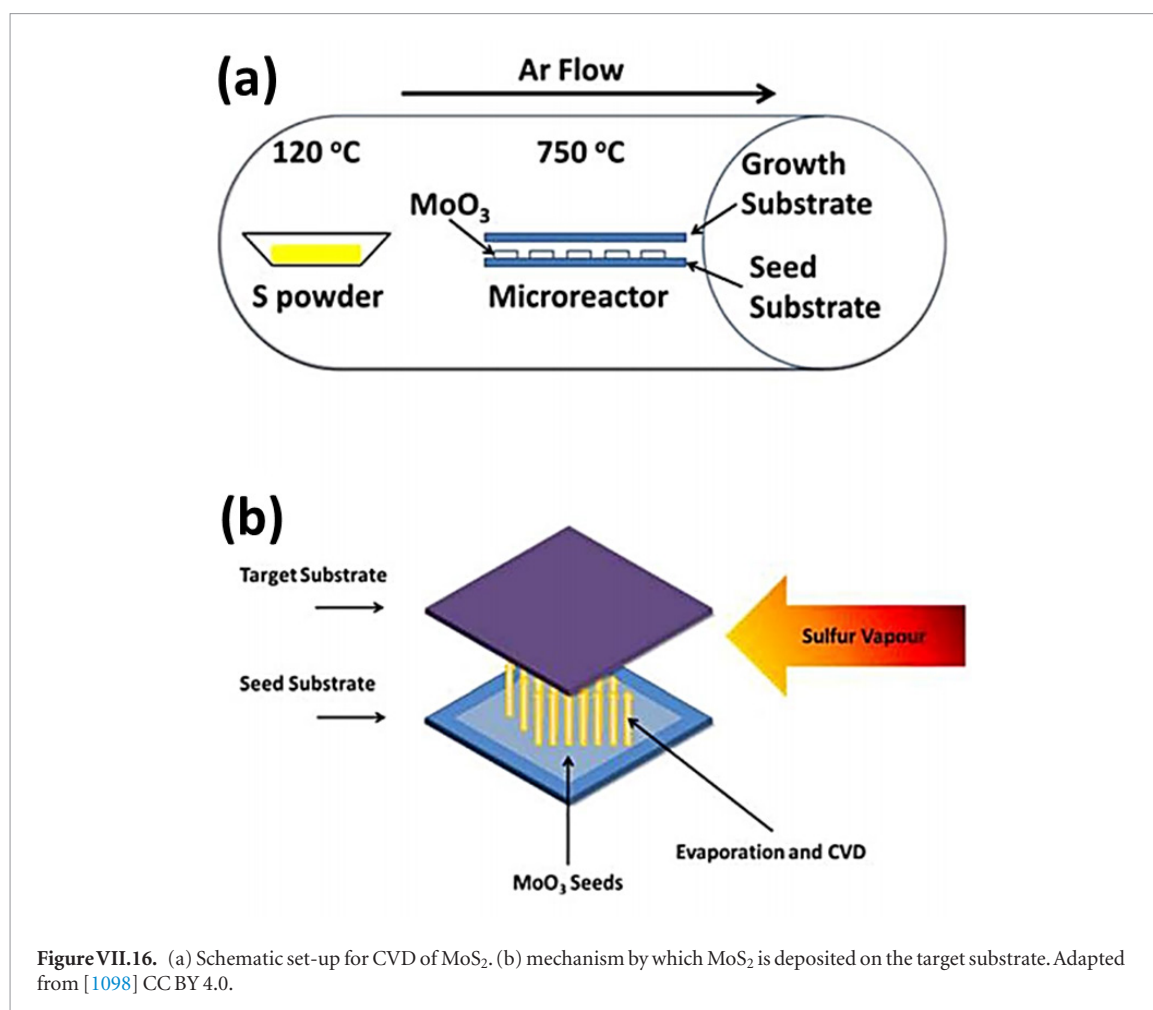 (a)
Ar Flow
120 °C
750 °C
Growth
Substrate
MoO₃
Seed
Substrate
S powder
Microreactor
(b)
Target Substrate
Sulfur Vapour
Seed Substrate
Evaporation and CVD
MoO₃ Seeds
Figure VII.16. (a) Schematic set-up for CVD of MoS₂. (b) mechanism by which MoS₂ is deposited on the target substrate. Adapted
from [1098] CC BY 4.0.